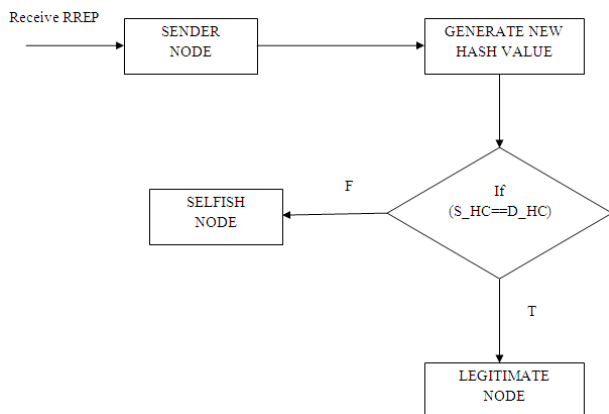 Receive RREP
SENDER
NODE
GENERATE NEW
HASH VALUE
If
(S_HC==D_HC)
F
SELFISH
NODE
T
LEGITIMATE
NODE